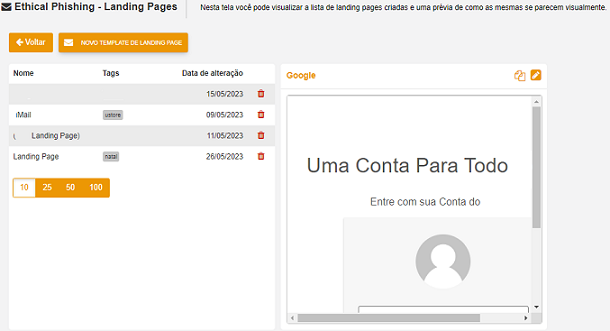 Ethical Phishing - Landing Pages
Nesta tela você pode visualizar a lista de landing pages criadas e uma prévia de como as mesmas se parecem visualmente.
Voltar
NOVO TEMPLATE DE LANDING PAGE
Nome Tags Data de alteração
15/05/2023
Mail 09/05/2023
Landing Page) 11/05/2023
Landing Page natal 26/05/2023
10 25 50 100
Google
Uma Conta Para Todo
Entre com sua Conta do